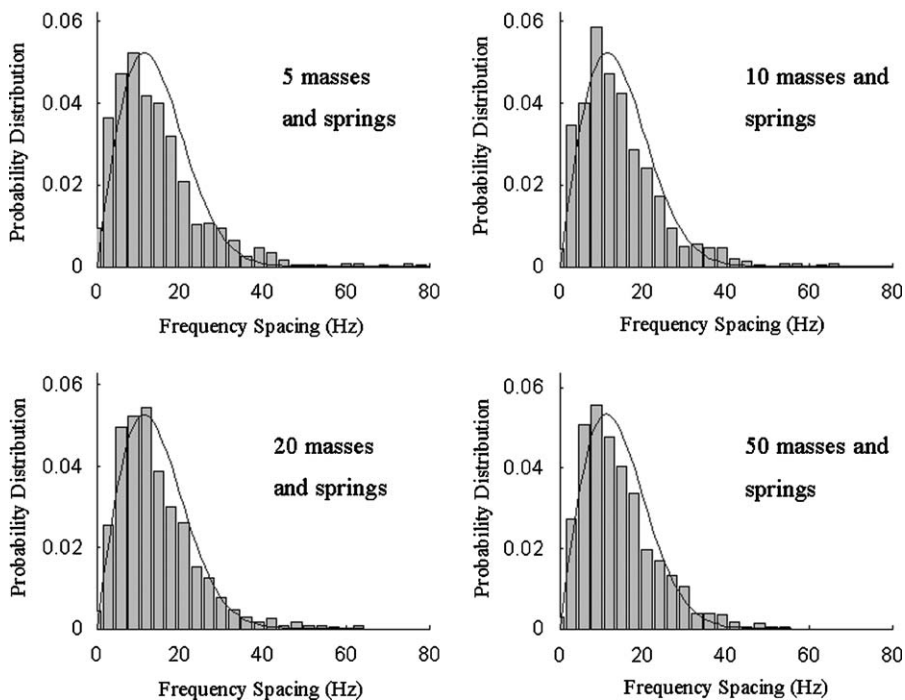 0.06
0.04
0.02
0
Probability Distribution
5 masses
and springs
0 20 40 60 80
Frequency Spacing (Hz)
0.06
0.04
0.02
0
Probability Distribution
10 masses and
springs
0 20 40 60 80
Frequency Spacing (Hz)
0.06
0.04
0.02
0
Probability Distribution
20 masses
and springs
0 20 40 60 80
Frequency Spacing (Hz)
0.06
0.04
0.02
0
Probability Distribution
50 masses and
springs
0 20 40 60 80
Frequency Spacing (Hz)